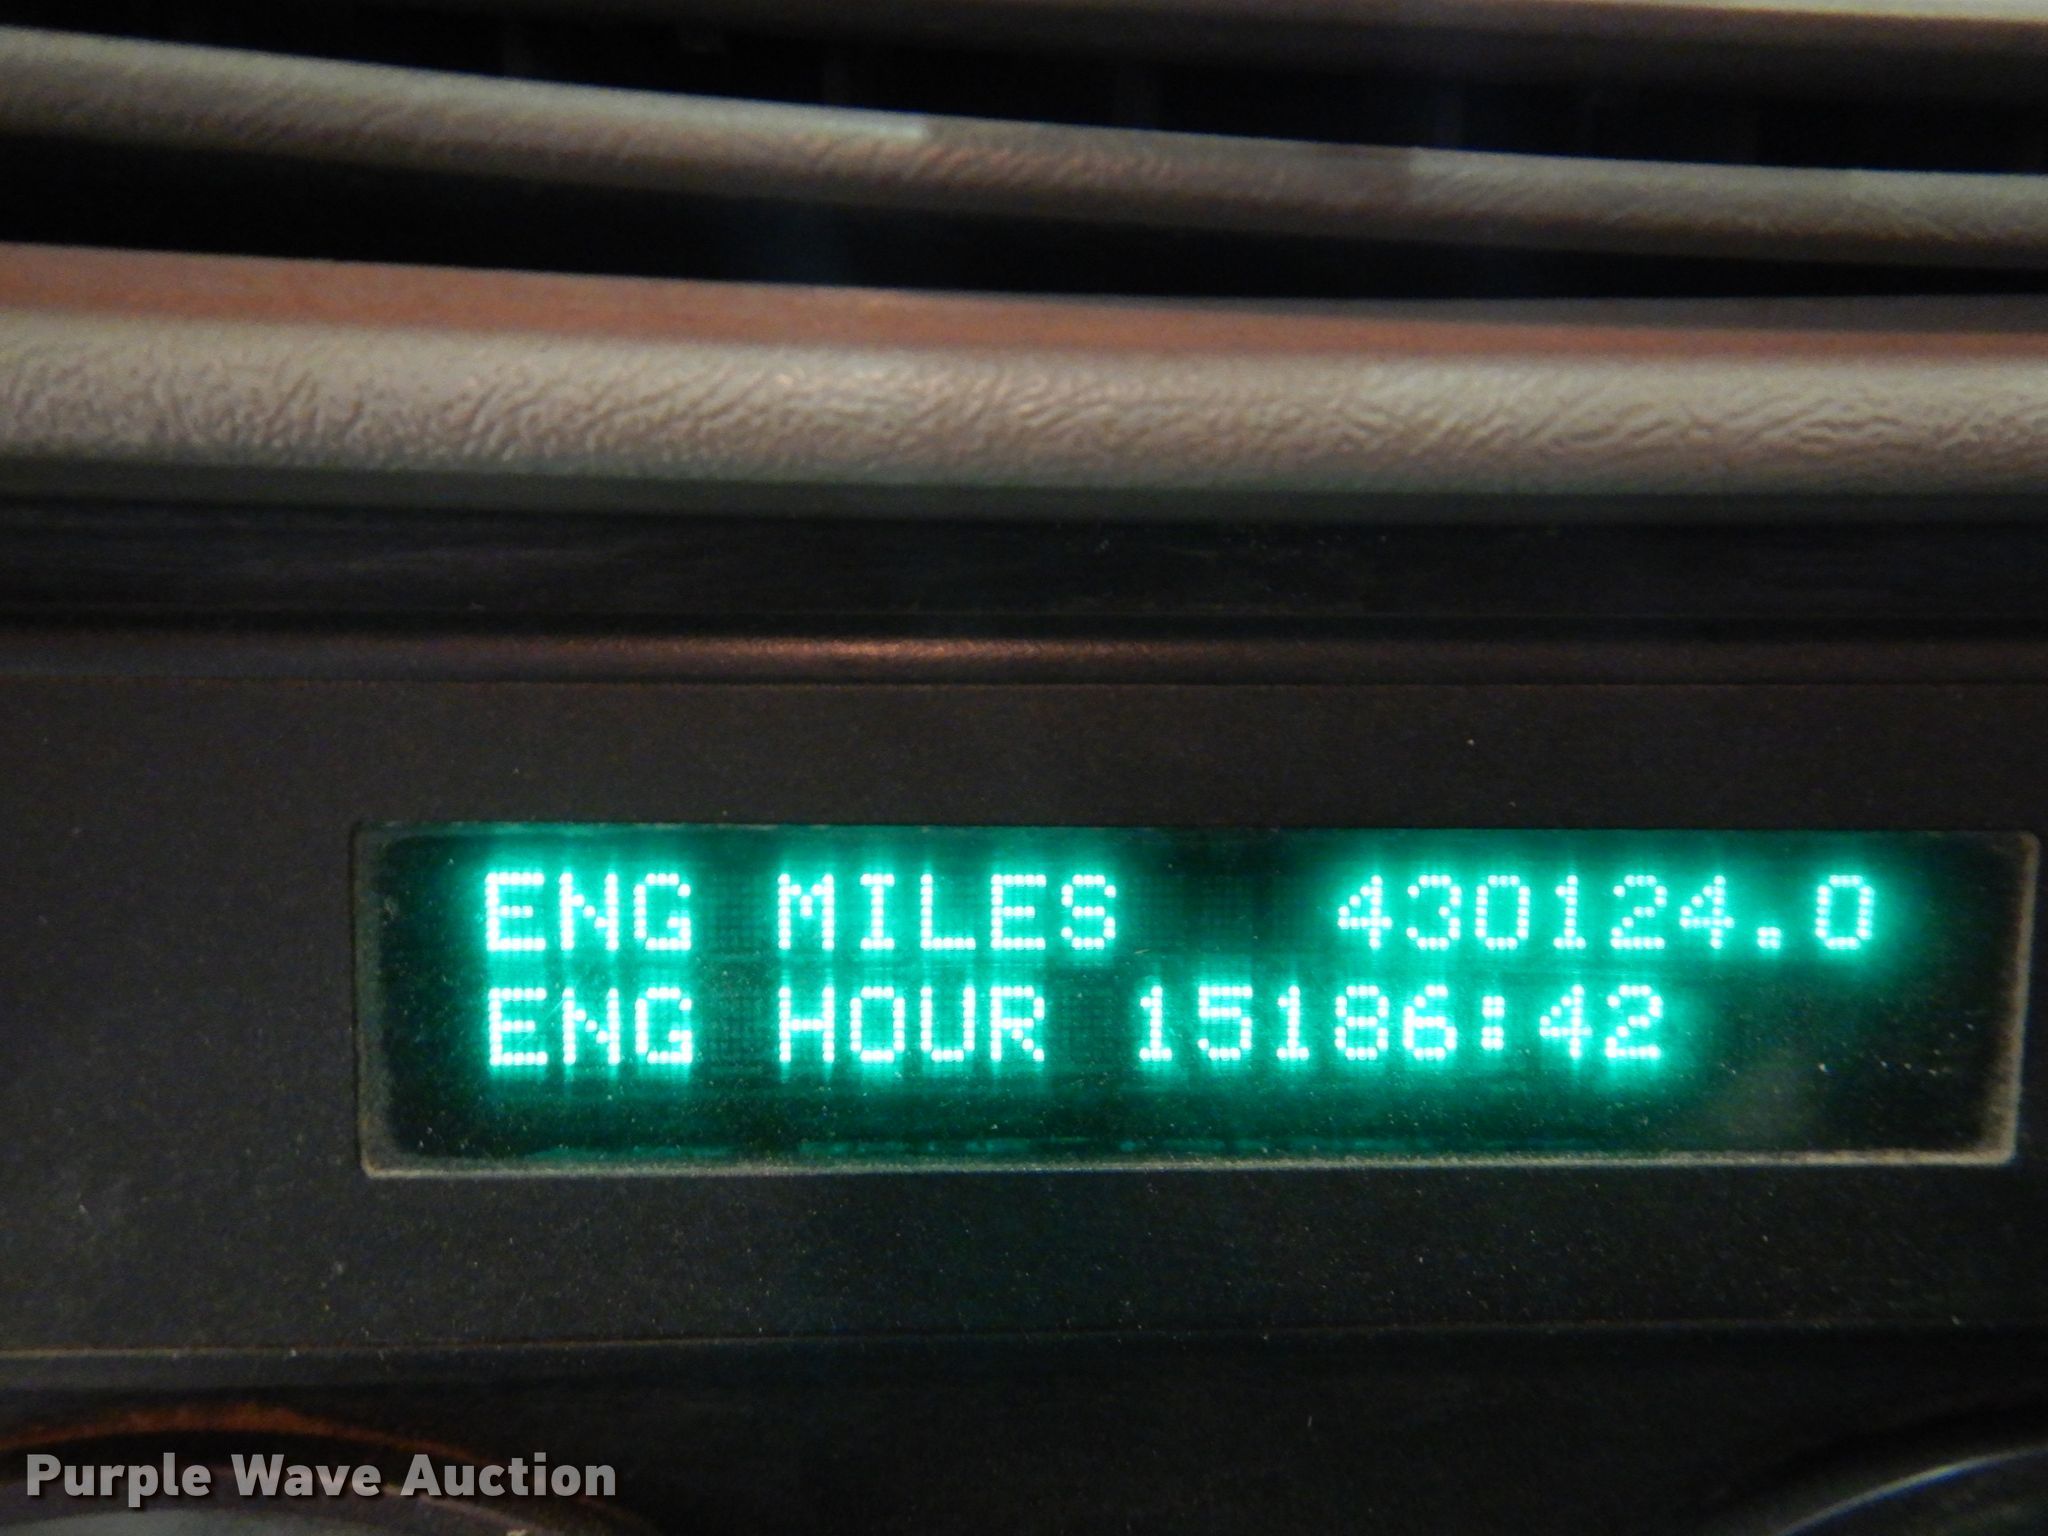 ENG MILES 430124.0
ENG HOUR 15186:42
Purple Wave Auction